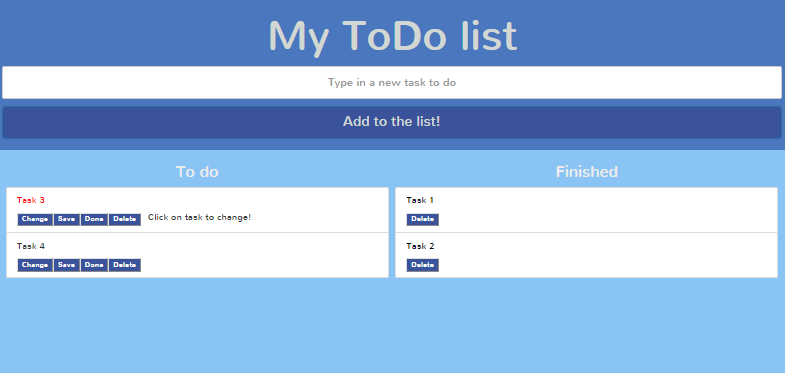 My ToDo list
Type in a new task to do
Add to the list!
To do
Task 3
Change Save Done Delete Click on task to change!
Task 4
Change Save Done Delete
Finished
Task 1
Delete
Task 2
Delete